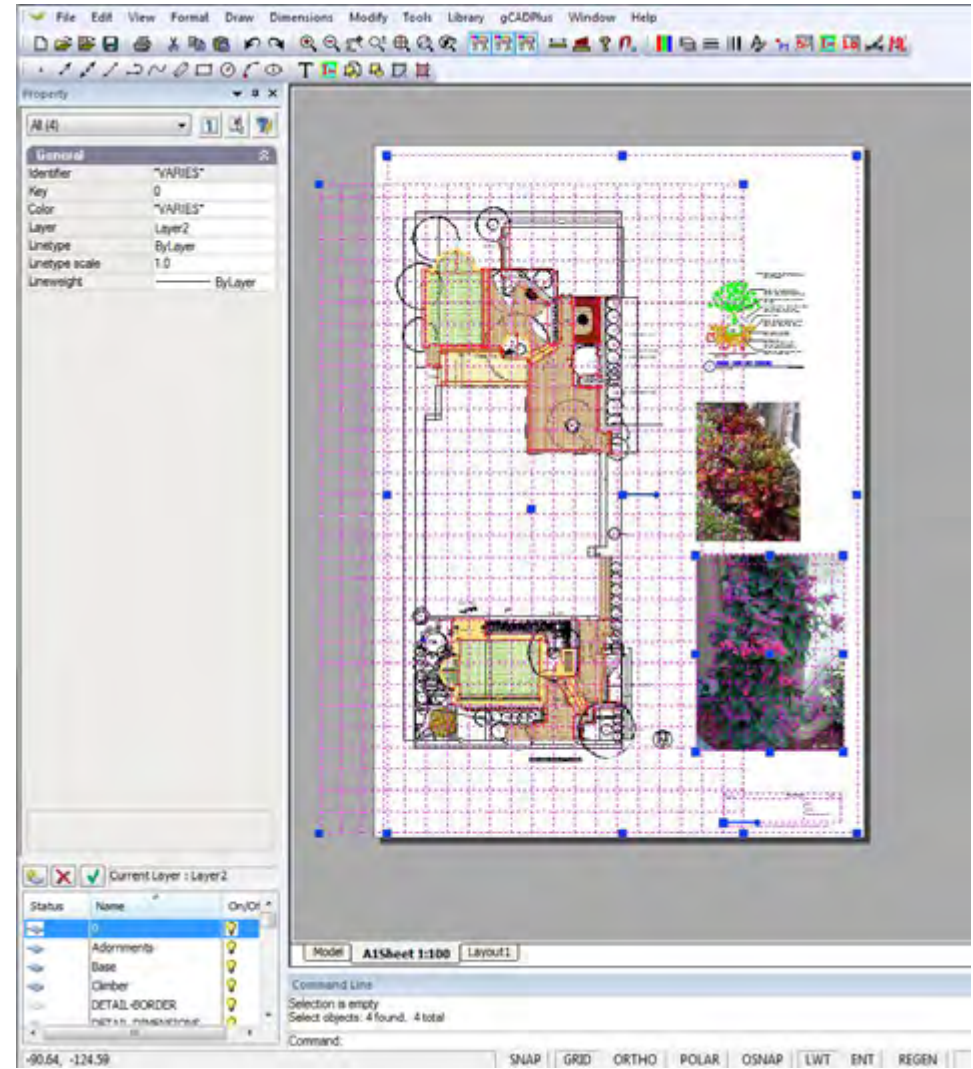 File Edit View Format Draw Dimensions Modify Tools Library gCADPlus Window Help
Property
All (4)
General
Identifier "VARIES"
Key 0
Color "VARIES"
Layer Layer2
Linetype ByLayer
Linetype scale 1.0
Lineweight ByLayer
Current Layer : Layer2
Status Name On/Of
0
Adornments
Base
Climber
DETAIL-BORDER
DETAIL-DIMENSIONS
Model A1Sheet 1:100 Layout1
Command Line
Selection is empty
Select objects: 4 found. 4 total
Command:
-90.64, -124.59 SNAP GRID ORTHO POLAR OSNAP LWT ENT REGEN